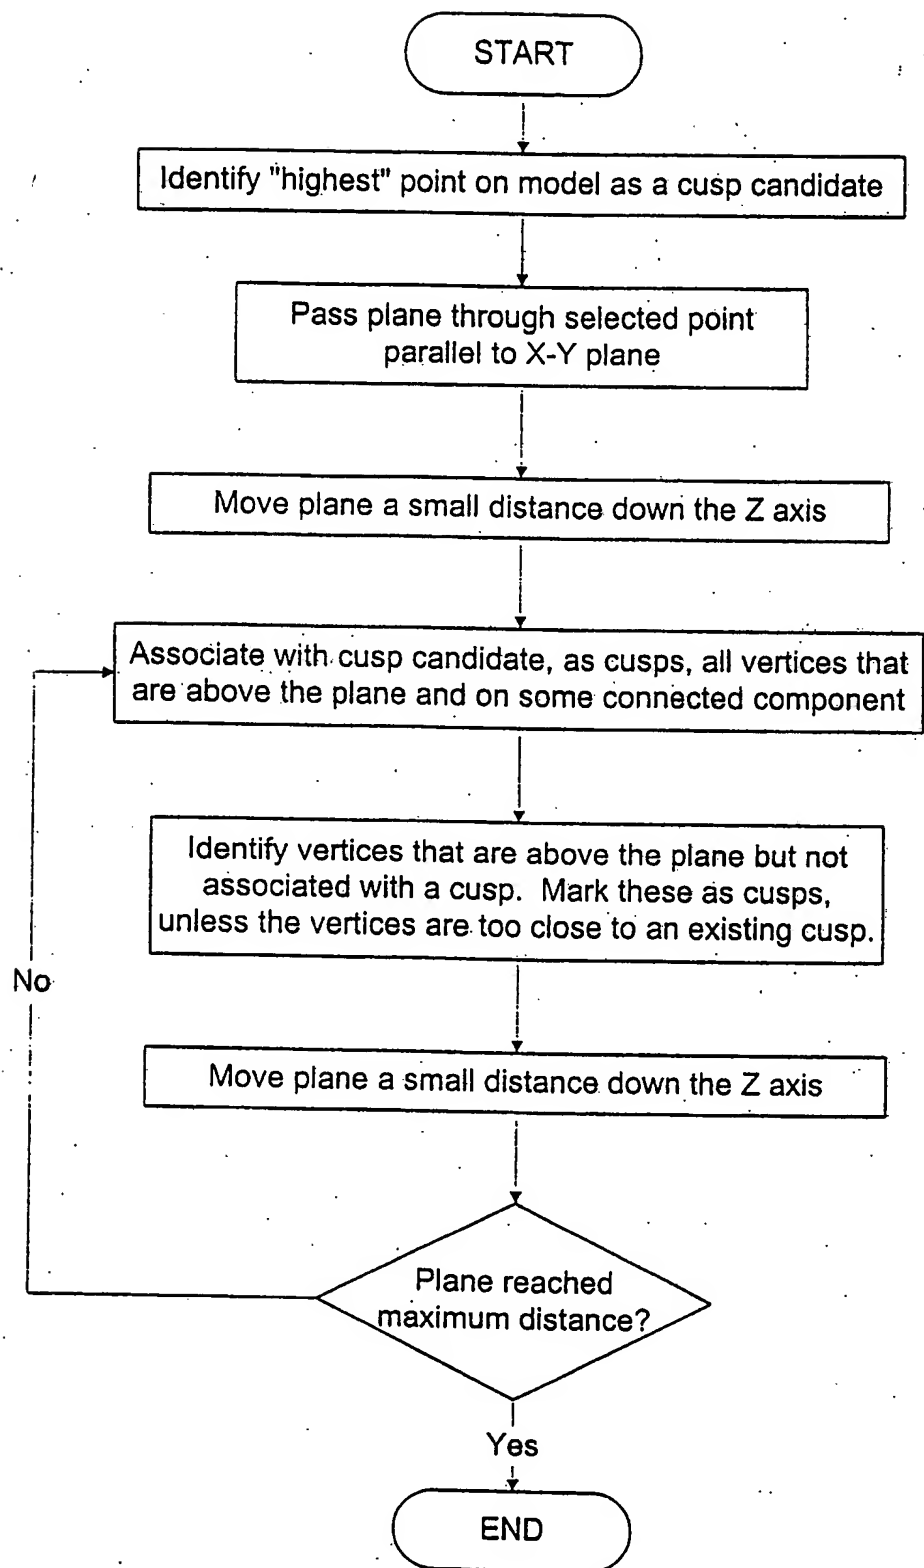 START
Identify "highest" point on model as a cusp candidate
Pass plane through selected point
parallel to X-Y plane
Move plane a small distance down the Z axis
Associate with cusp candidate, as cusps, all vertices that
are above the plane and on some connected component
Identify vertices that are above the plane but not
associated with a cusp. Mark these as cusps,
unless the vertices are too close to an existing cusp.
No
Move plane a small distance down the Z axis
Plane reached
maximum distance?
Yes
END